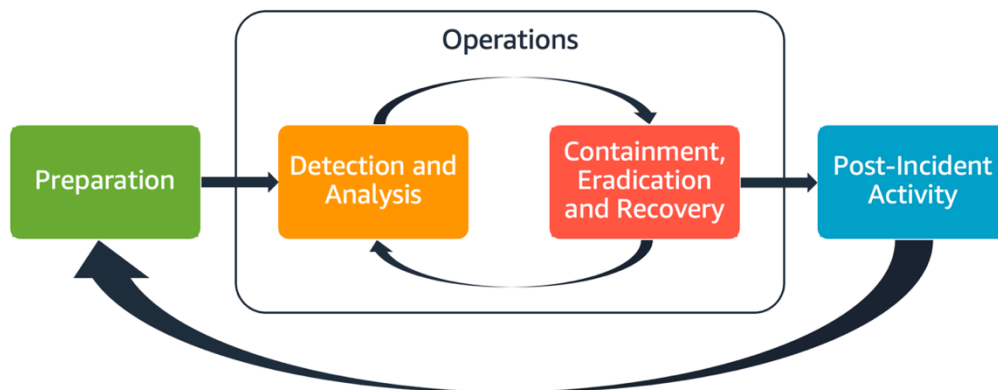 Operations
Preparation
Detection and
Analysis
Containment,
Eradication
and Recovery
Post-Incident
Activity